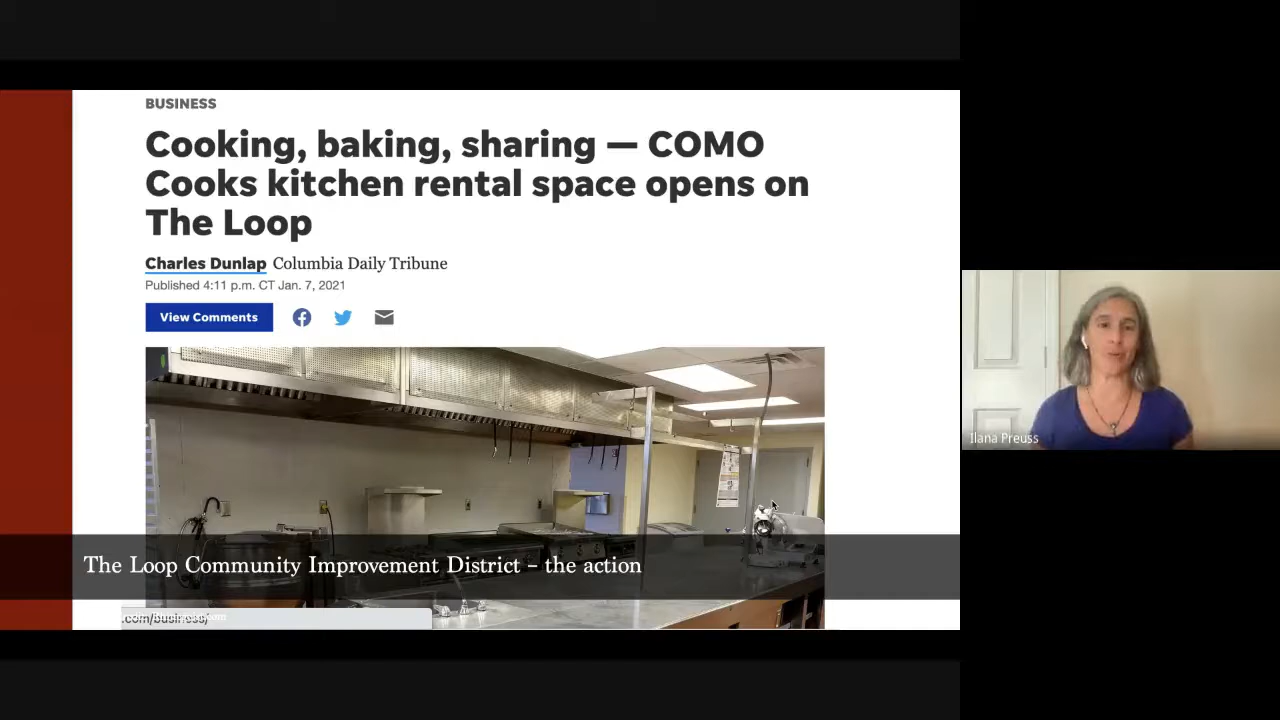 BUSINESS
Cooking, baking, sharing — COMO
Cooks kitchen rental space opens on
The Loop
Charles Dunlap Columbia Daily Tribune
Published 4:11 p.m. CT Jan. 7, 2021
View Comments
Ilana Preuss
The Loop Community Improvement District – the action
.com/business/